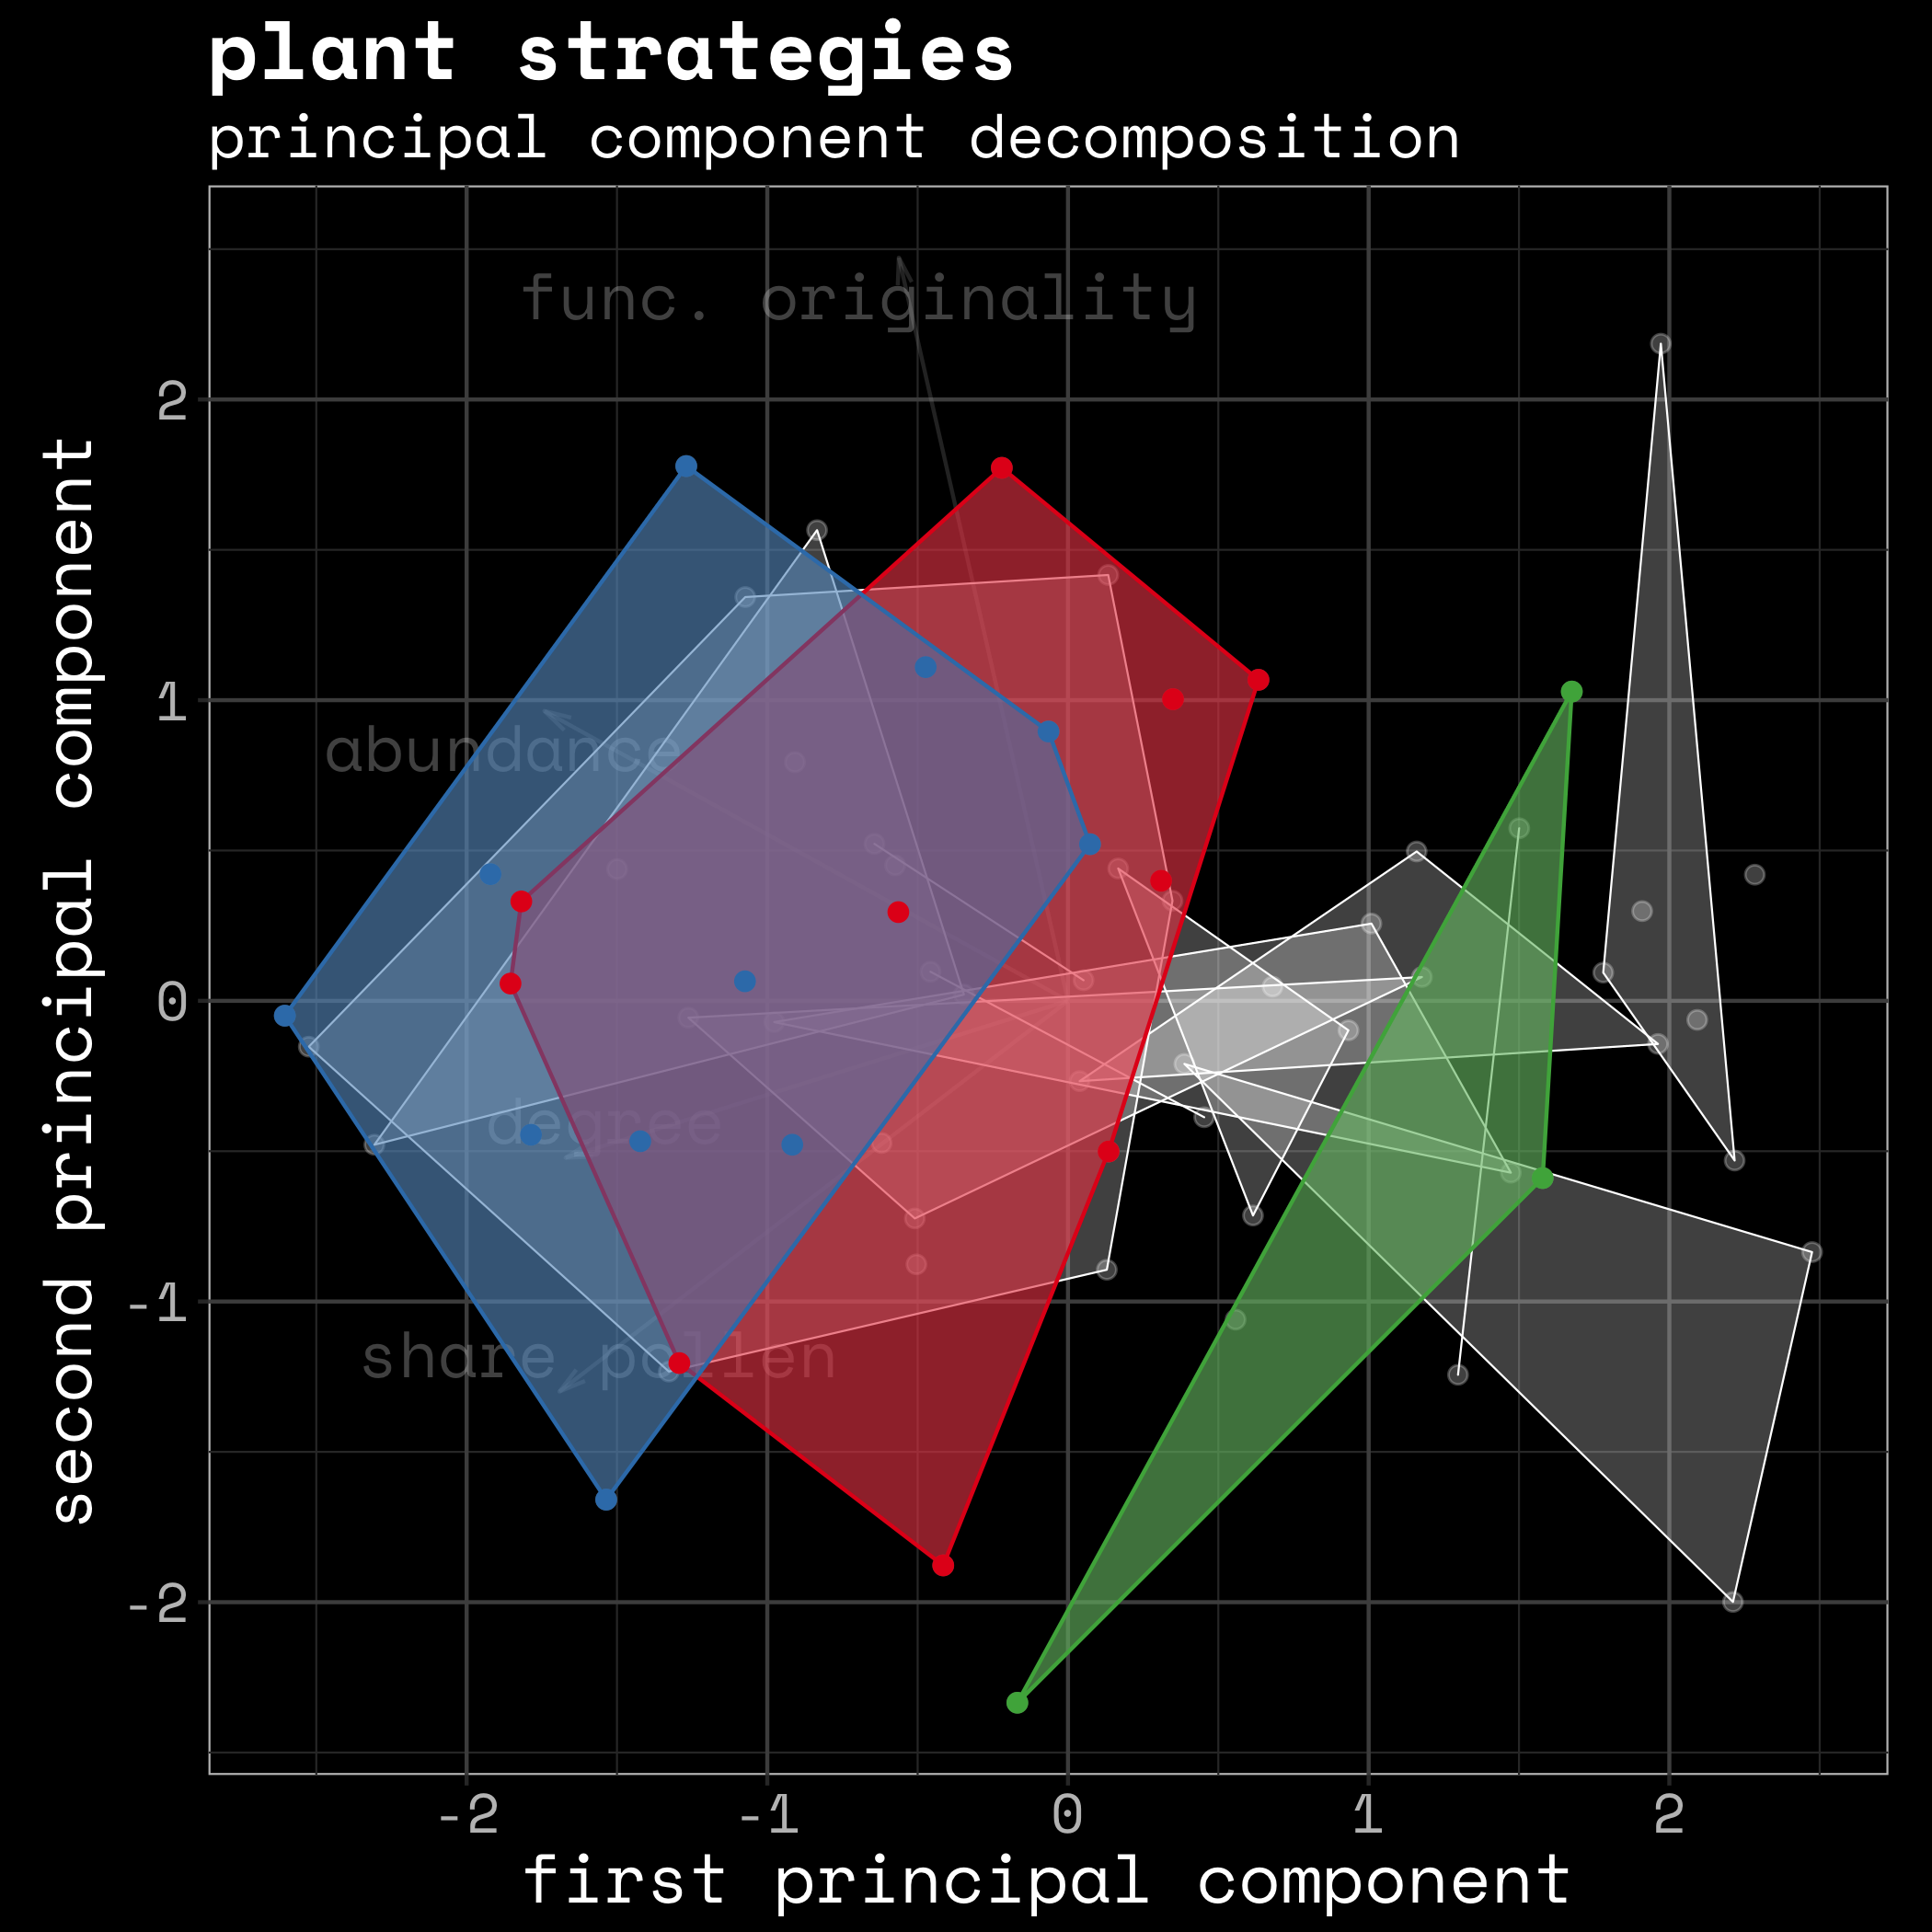 plant strategies
principal component decomposition
func. originality
abundance
degree
share pollen
second principal component
2
1
0
-1
-2
-2 -1 0 1 2
first principal component